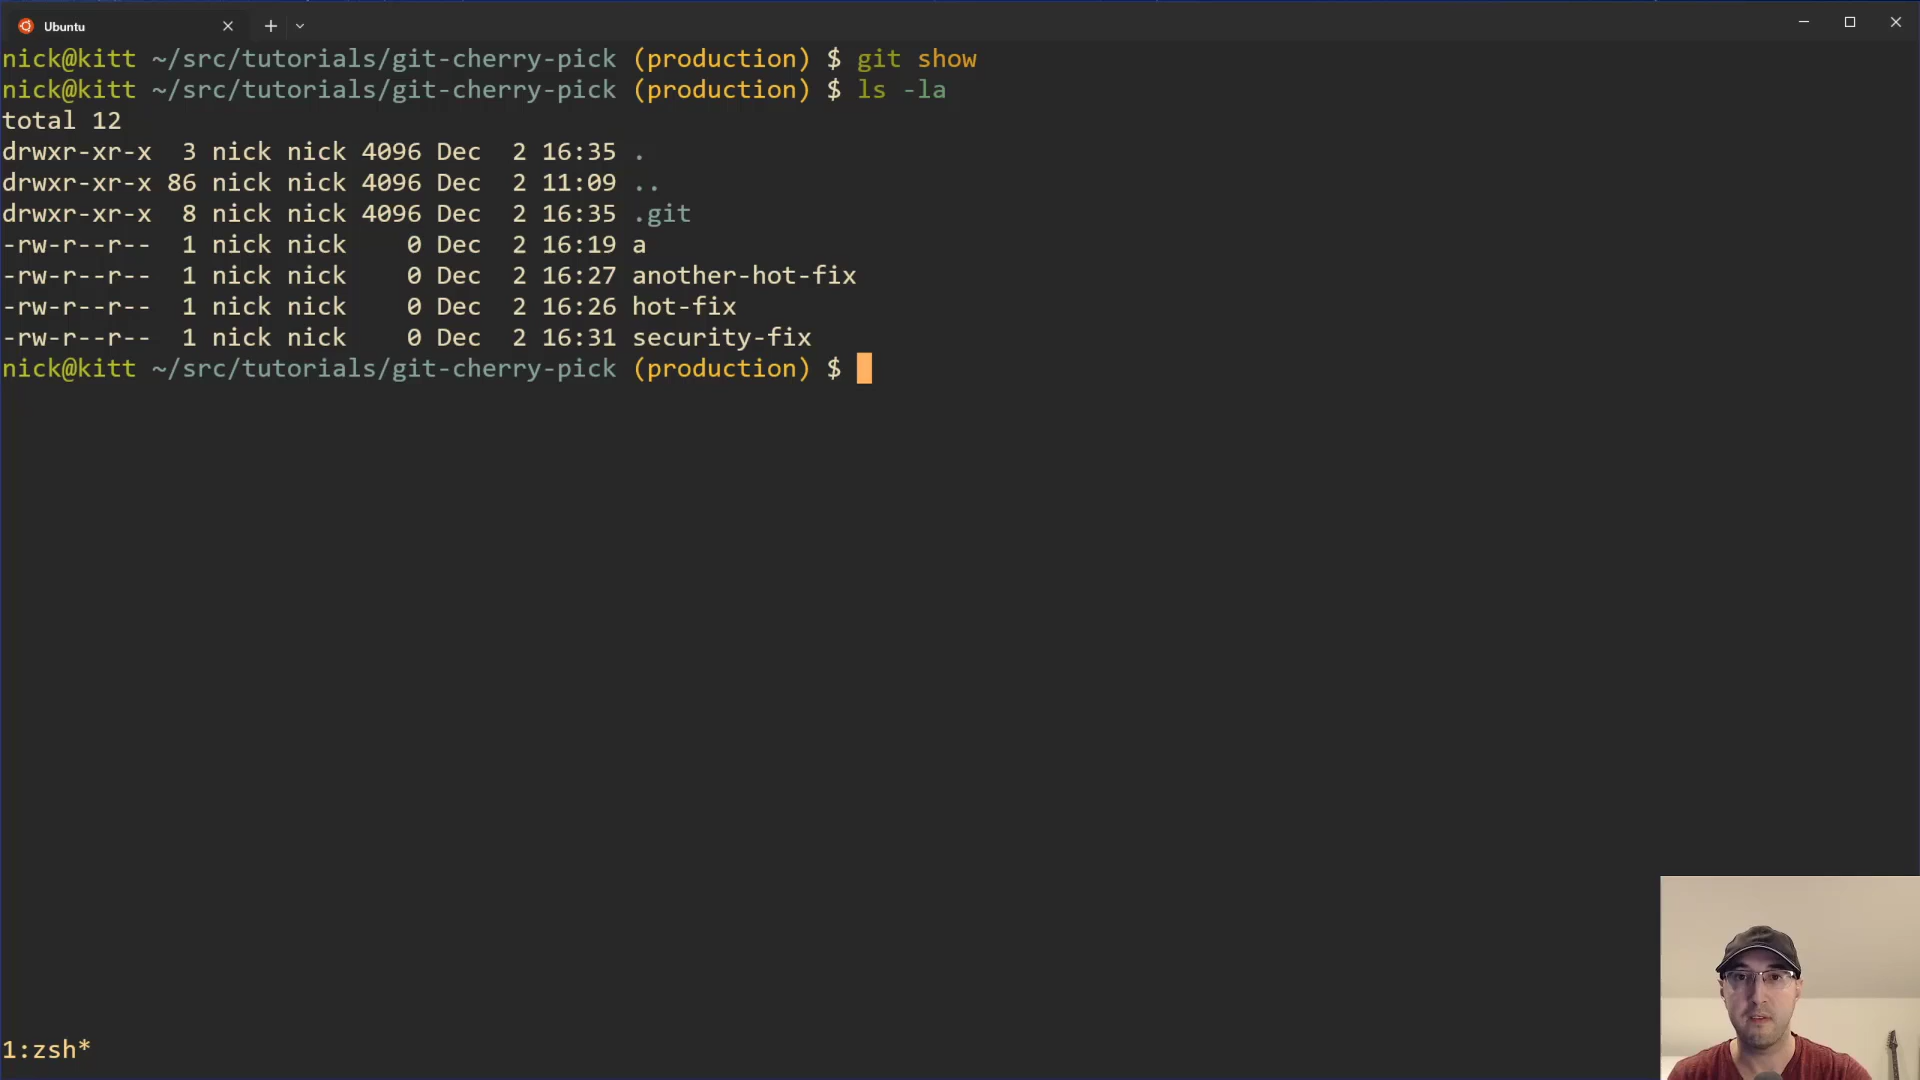 Ubuntu
nick@kitt ~/src/tutorials/git-cherry-pick (production) $ git show
nick@kitt ~/src/tutorials/git-cherry-pick (production) $ ls -la
total 12
drwxr-xr-x  3 nick nick 4096 Dec  2 16:35 .
drwxr-xr-x 86 nick nick 4096 Dec  2 11:09 ..
drwxr-xr-x  8 nick nick 4096 Dec  2 16:35 .git
-rw-r--r--  1 nick nick    0 Dec  2 16:19 a
-rw-r--r--  1 nick nick    0 Dec  2 16:27 another-hot-fix
-rw-r--r--  1 nick nick    0 Dec  2 16:26 hot-fix
-rw-r--r--  1 nick nick    0 Dec  2 16:31 security-fix
nick@kitt ~/src/tutorials/git-cherry-pick (production) $
1:zsh*